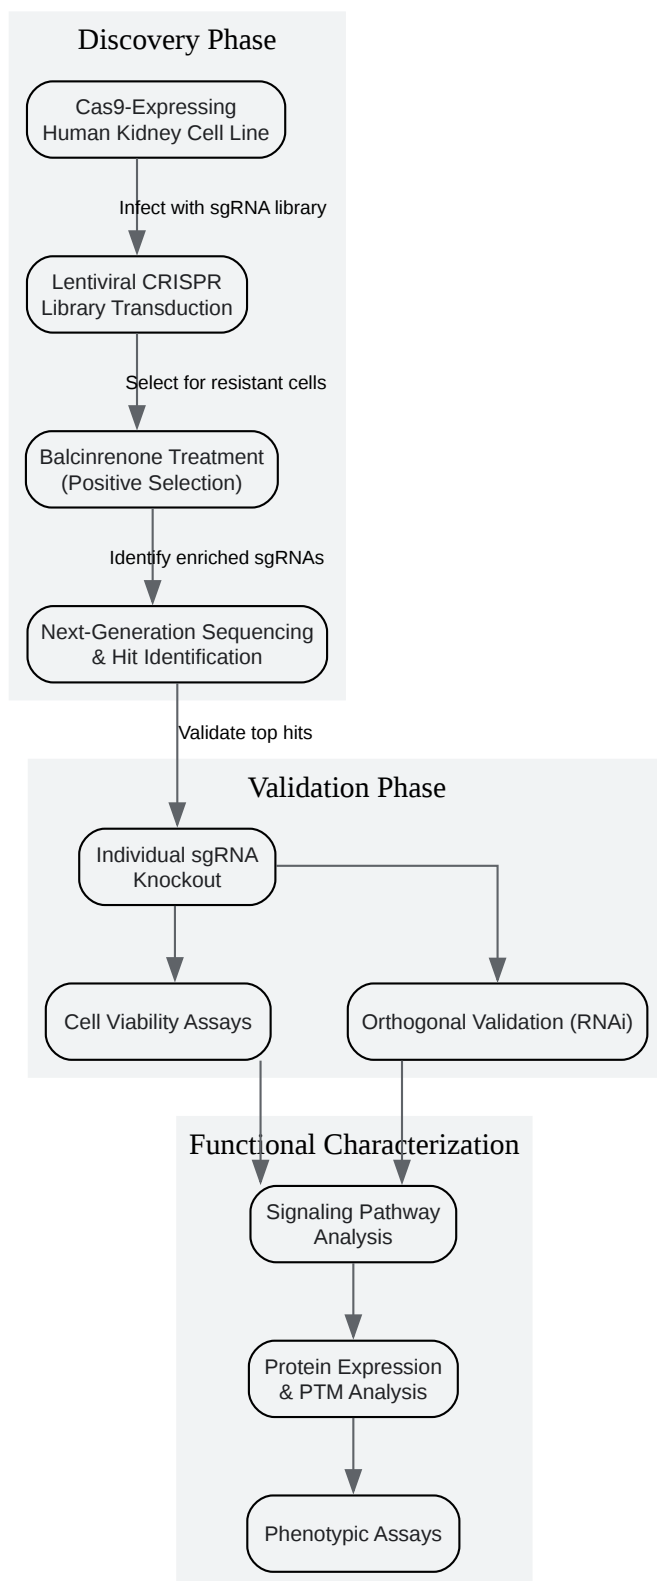 Discovery Phase
Cas9-Expressing
Human Kidney Cell Line
Infect with sgRNA library
Lentiviral CRISPR
Library Transduction
Select for resistant cells
Balcinrenone Treatment
(Positive Selection)
Identify enriched sgRNAs
Next-Generation Sequencing
& Hit Identification
Validate top hits
Validation Phase
Individual sgRNA
Knockout
Cell Viability Assays
Orthogonal Validation (RNAi)
Functional Characterization
Signaling Pathway
Analysis
Protein Expression
& PTM Analysis
Phenotypic Assays